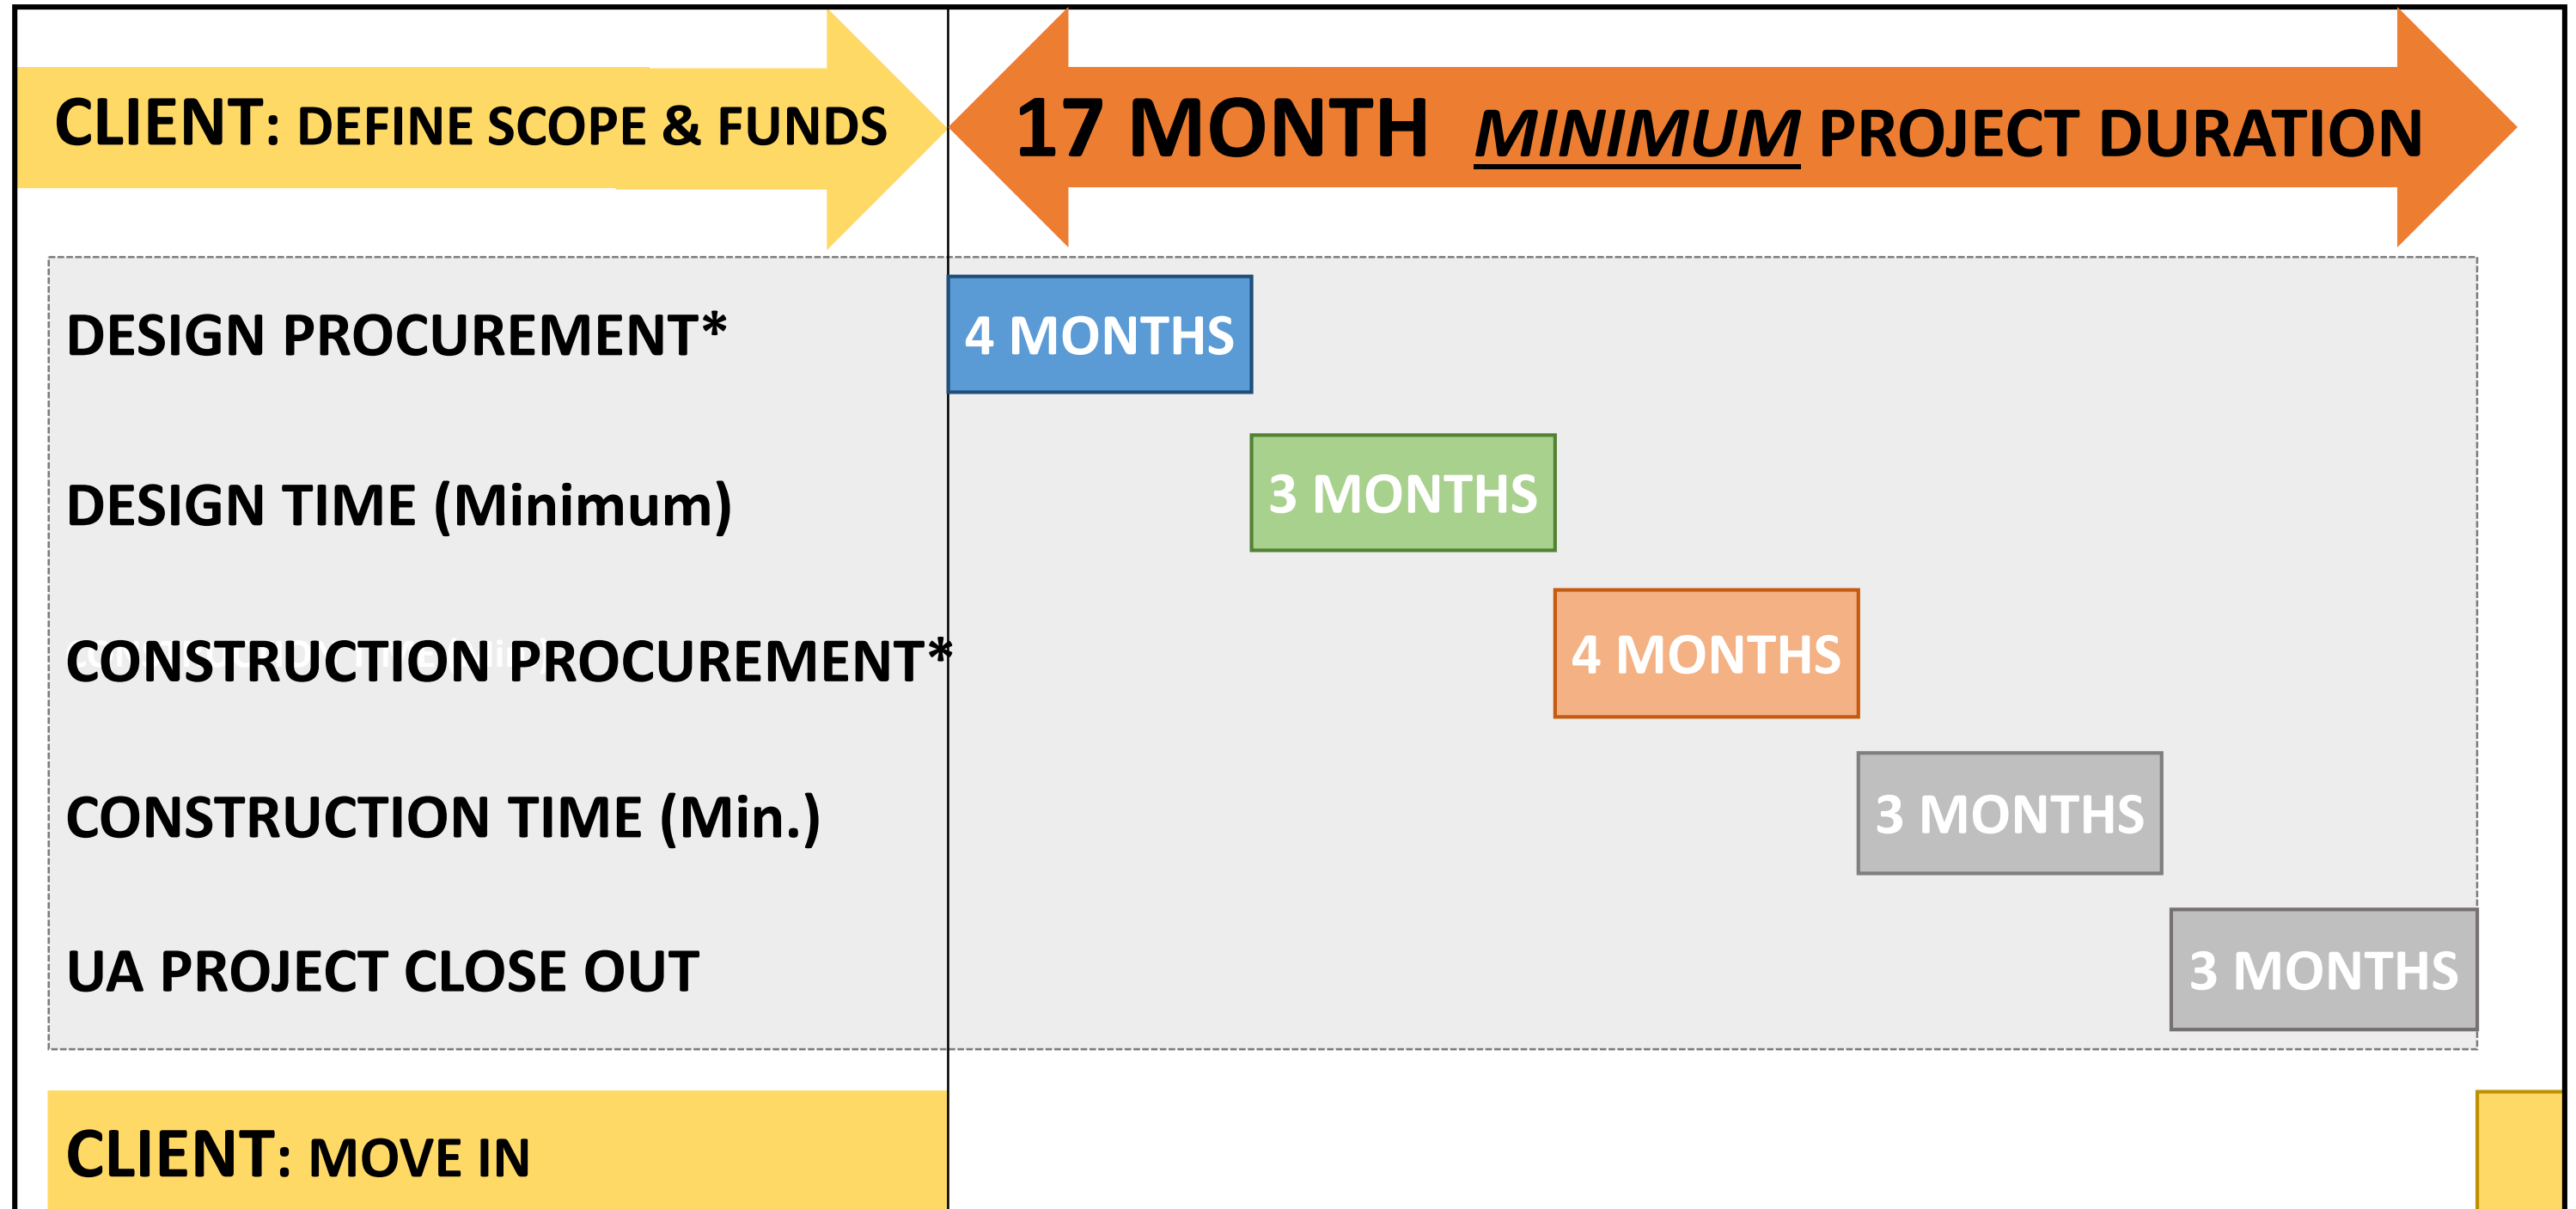 CLIENT: DEFINE SCOPE & FUNDS
17 MONTH MINIMUM PROJECT DURATION
DESIGN PROCUREMENT*
4 MONTHS
DESIGN TIME (Minimum)
3 MONTHS
CONSTRUCTION PROCUREMENT*
4 MONTHS
CONSTRUCTION TIME (Min.)
3 MONTHS
UA PROJECT CLOSE OUT
3 MONTHS
CLIENT: MOVE IN